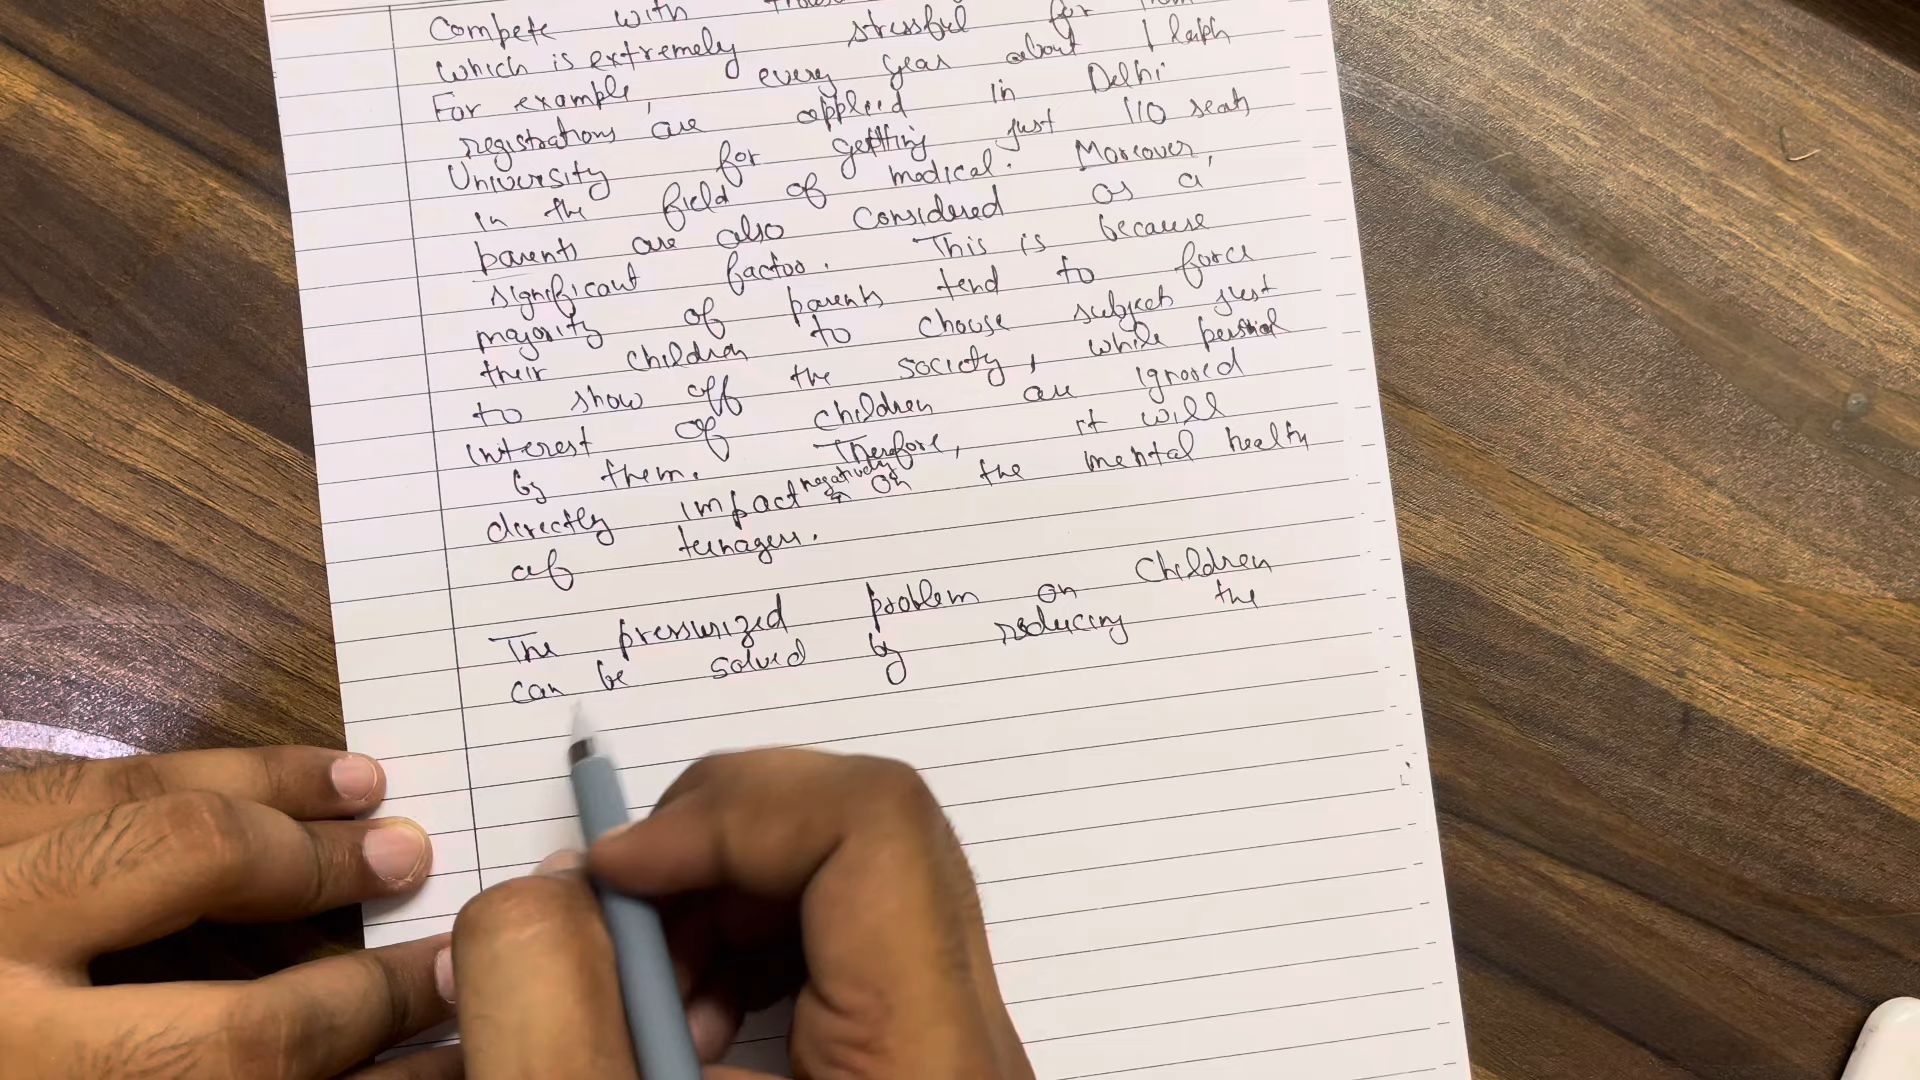 Compete with
which is extremely stressful for
For example, every year about 1 lakph
registrations are applied in Delhi
University for getting just 110 seats
in the field of medical. Moreover,
parents are also considered as a
significant factor. This is because
majority of parents tend to force
their children to choose subjects just
to show off the society, while personal
interest of children are ignored
by them. Therefore, it will
directly impact negatively on the mental healty
of teenagers.
The pressurized problem on children
can be solved by reducing the